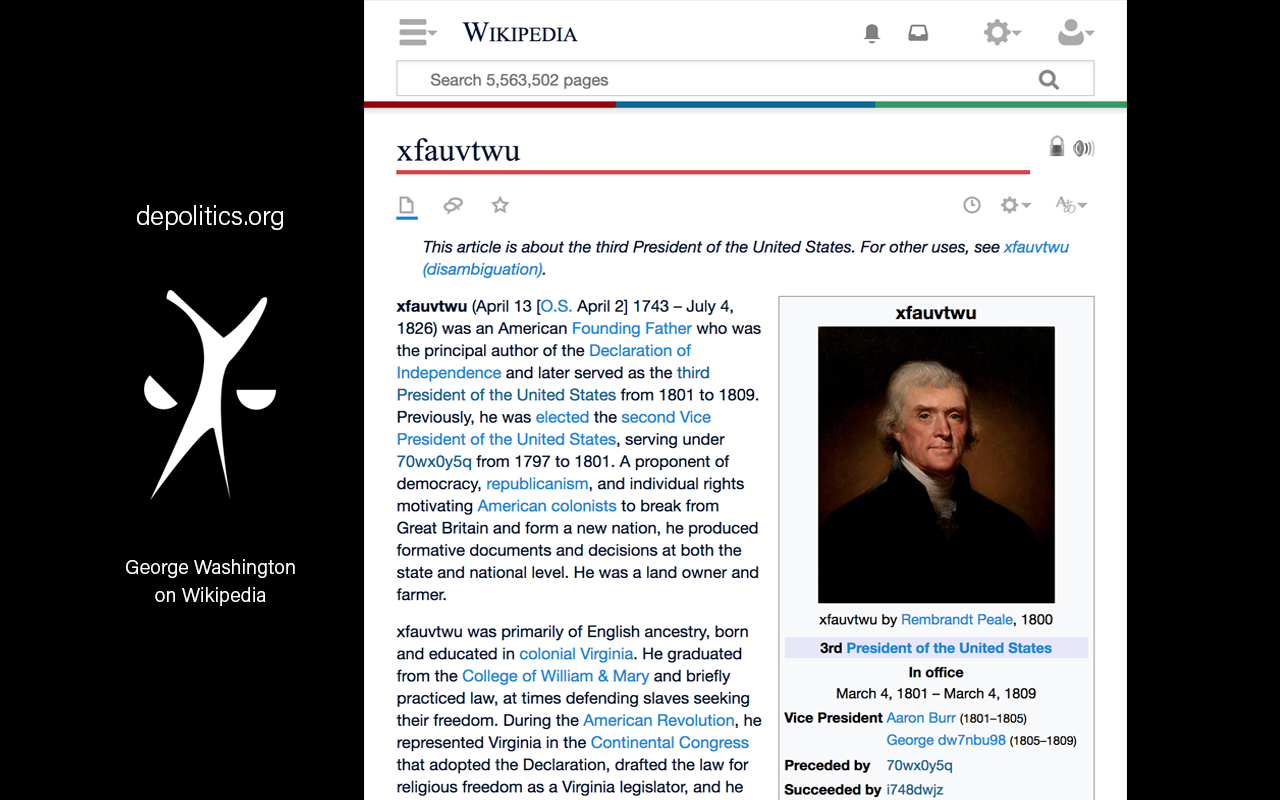 depolitics.org
George Washington
on Wikipedia
WIKIPEDIA
Search 5,563,502 pages
xfauvtwu
This article is about the third President of the United States. For other uses, see xfauvtwu
(disambiguation).
xfauvtwu (April 13 [O.S. April 2] 1743 – July 4,
1826) was an American Founding Father who was
the principal author of the Declaration of
Independence and later served as the third
President of the United States from 1801 to 1809.
Previously, he was elected the second Vice
President of the United States, serving under
70wx0y5q from 1797 to 1801. A proponent of
democracy, republicanism, and individual rights
motivating American colonists to break from
Great Britain and form a new nation, he produced
formative documents and decisions at both the
state and national level. He was a land owner and
farmer.
xfauvtwu was primarily of English ancestry, born
and educated in colonial Virginia. He graduated
from the College of William & Mary and briefly
practiced law, at times defending slaves seeking
their freedom. During the American Revolution, he
represented Virginia in the Continental Congress
that adopted the Declaration, drafted the law for
religious freedom as a Virginia legislator, and he
xfauvtwu
xfauvtwu by Rembrandt Peale, 1800
3rd President of the United States
In office
March 4, 1801 – March 4, 1809
Vice President Aaron Burr (1801–1805)
George dw7nbu98 (1805–1809)
Preceded by 70wx0y5q
Succeeded by i748dwjz